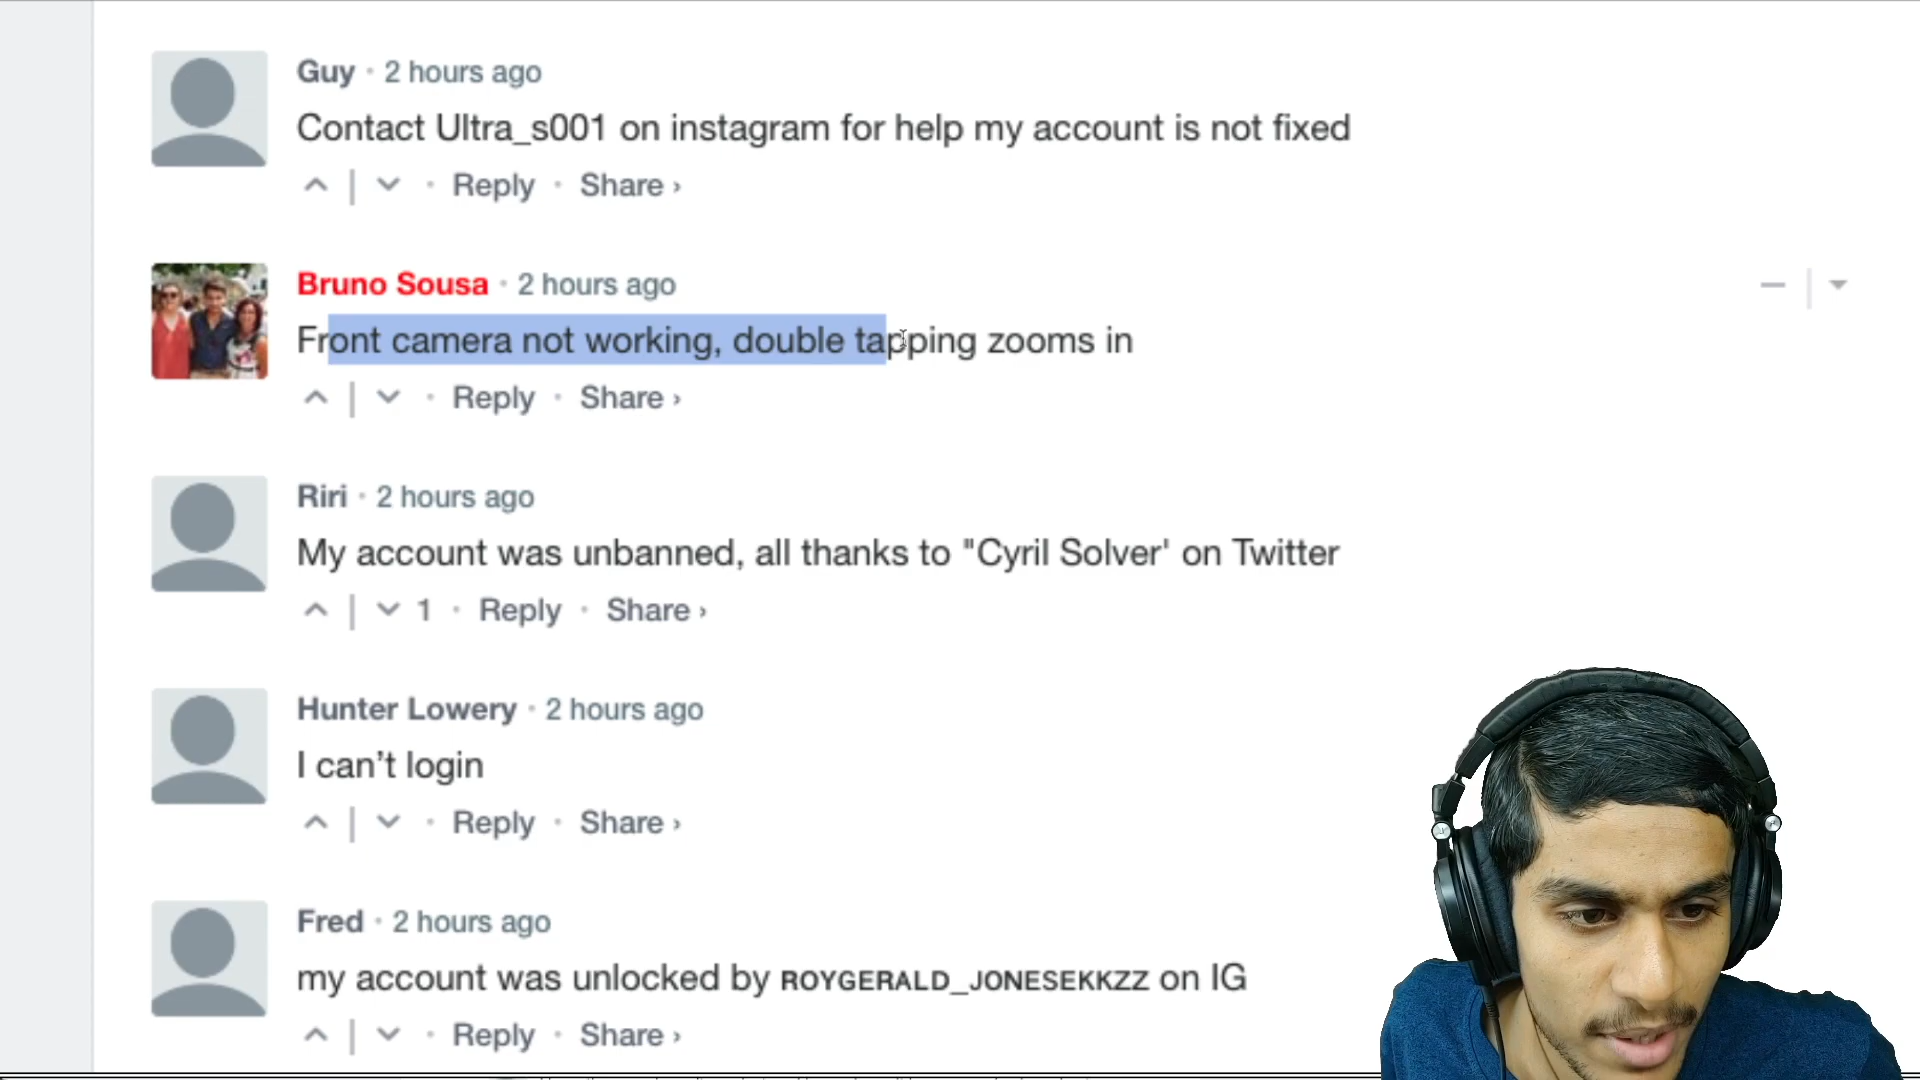 Guy · 2 hours ago
Contact Ultra_s001 on instagram for help my account is not fixed
Reply · Share ›
Bruno Sousa · 2 hours ago
Front camera not working, double tapping zooms in
Reply · Share ›
Riri · 2 hours ago
My account was unbanned, all thanks to "Cyril Solver' on Twitter
1 · Reply · Share ›
Hunter Lowery · 2 hours ago
I can’t login
Reply · Share ›
Fred · 2 hours ago
my account was unlocked by ʀᴏʏɢᴇʀᴀʟᴅ_ᴊᴏɴᴇsᴇᴋᴋᴢᴢ on IG
Reply · Share ›